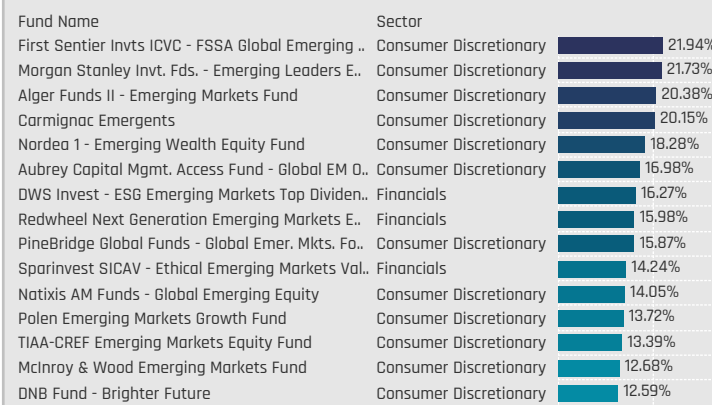 Fund Name Sector
First Sentier Invts ICVC - FSSA Global Emerging .. Consumer Discretionary 21.94%
Morgan Stanley Invt. Fds. - Emerging Leaders E.. Consumer Discretionary 21.73%
Alger Funds II - Emerging Markets Fund Consumer Discretionary 20.38%
Carmignac Emergents Consumer Discretionary 20.15%
Nordea 1 - Emerging Wealth Equity Fund Consumer Discretionary 18.28%
Aubrey Capital Mgmt. Access Fund - Global EM O.. Consumer Discretionary 16.98%
DWS Invest - ESG Emerging Markets Top Dividen.. Financials 16.27%
Redwheel Next Generation Emerging Markets E.. Financials 15.98%
PineBridge Global Funds - Global Emer. Mkts. Fo.. Consumer Discretionary 15.87%
Sparinvest SICAV - Ethical Emerging Markets Val.. Financials 14.24%
Natixis AM Funds - Global Emerging Equity Consumer Discretionary 14.05%
Polen Emerging Markets Growth Fund Consumer Discretionary 13.72%
TIAA-CREF Emerging Markets Equity Fund Consumer Discretionary 13.39%
McInroy & Wood Emerging Markets Fund Consumer Discretionary 12.68%
DNB Fund - Brighter Future Consumer Discretionary 12.59%